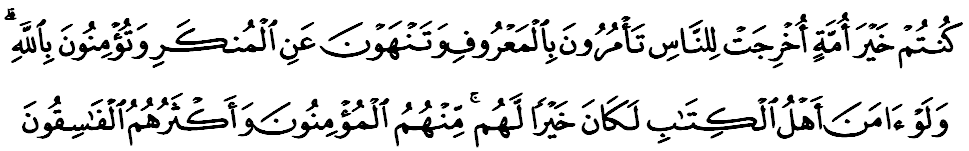 كُنتُمْ خَيْرَ أُمَّةٍ أُخْرِجَتْ لِلنَّاسِ تَأْمُرُونَ بِٱلْمَعْرُوفِ وَتَنْهَوْنَ عَنِ ٱلْمُنكَرِ وَتُؤْمِنُونَ بِٱللَّهِ ۗ
وَلَوْ ءَامَنَ أَهْلُ ٱلْكِتَٰبِ لَكَانَ خَيْرًا لَّهُم ۚ مِّنْهُمُ ٱلْمُؤْمِنُونَ وَأَكْثَرُهُمُ ٱلْفَٰسِقُونَ